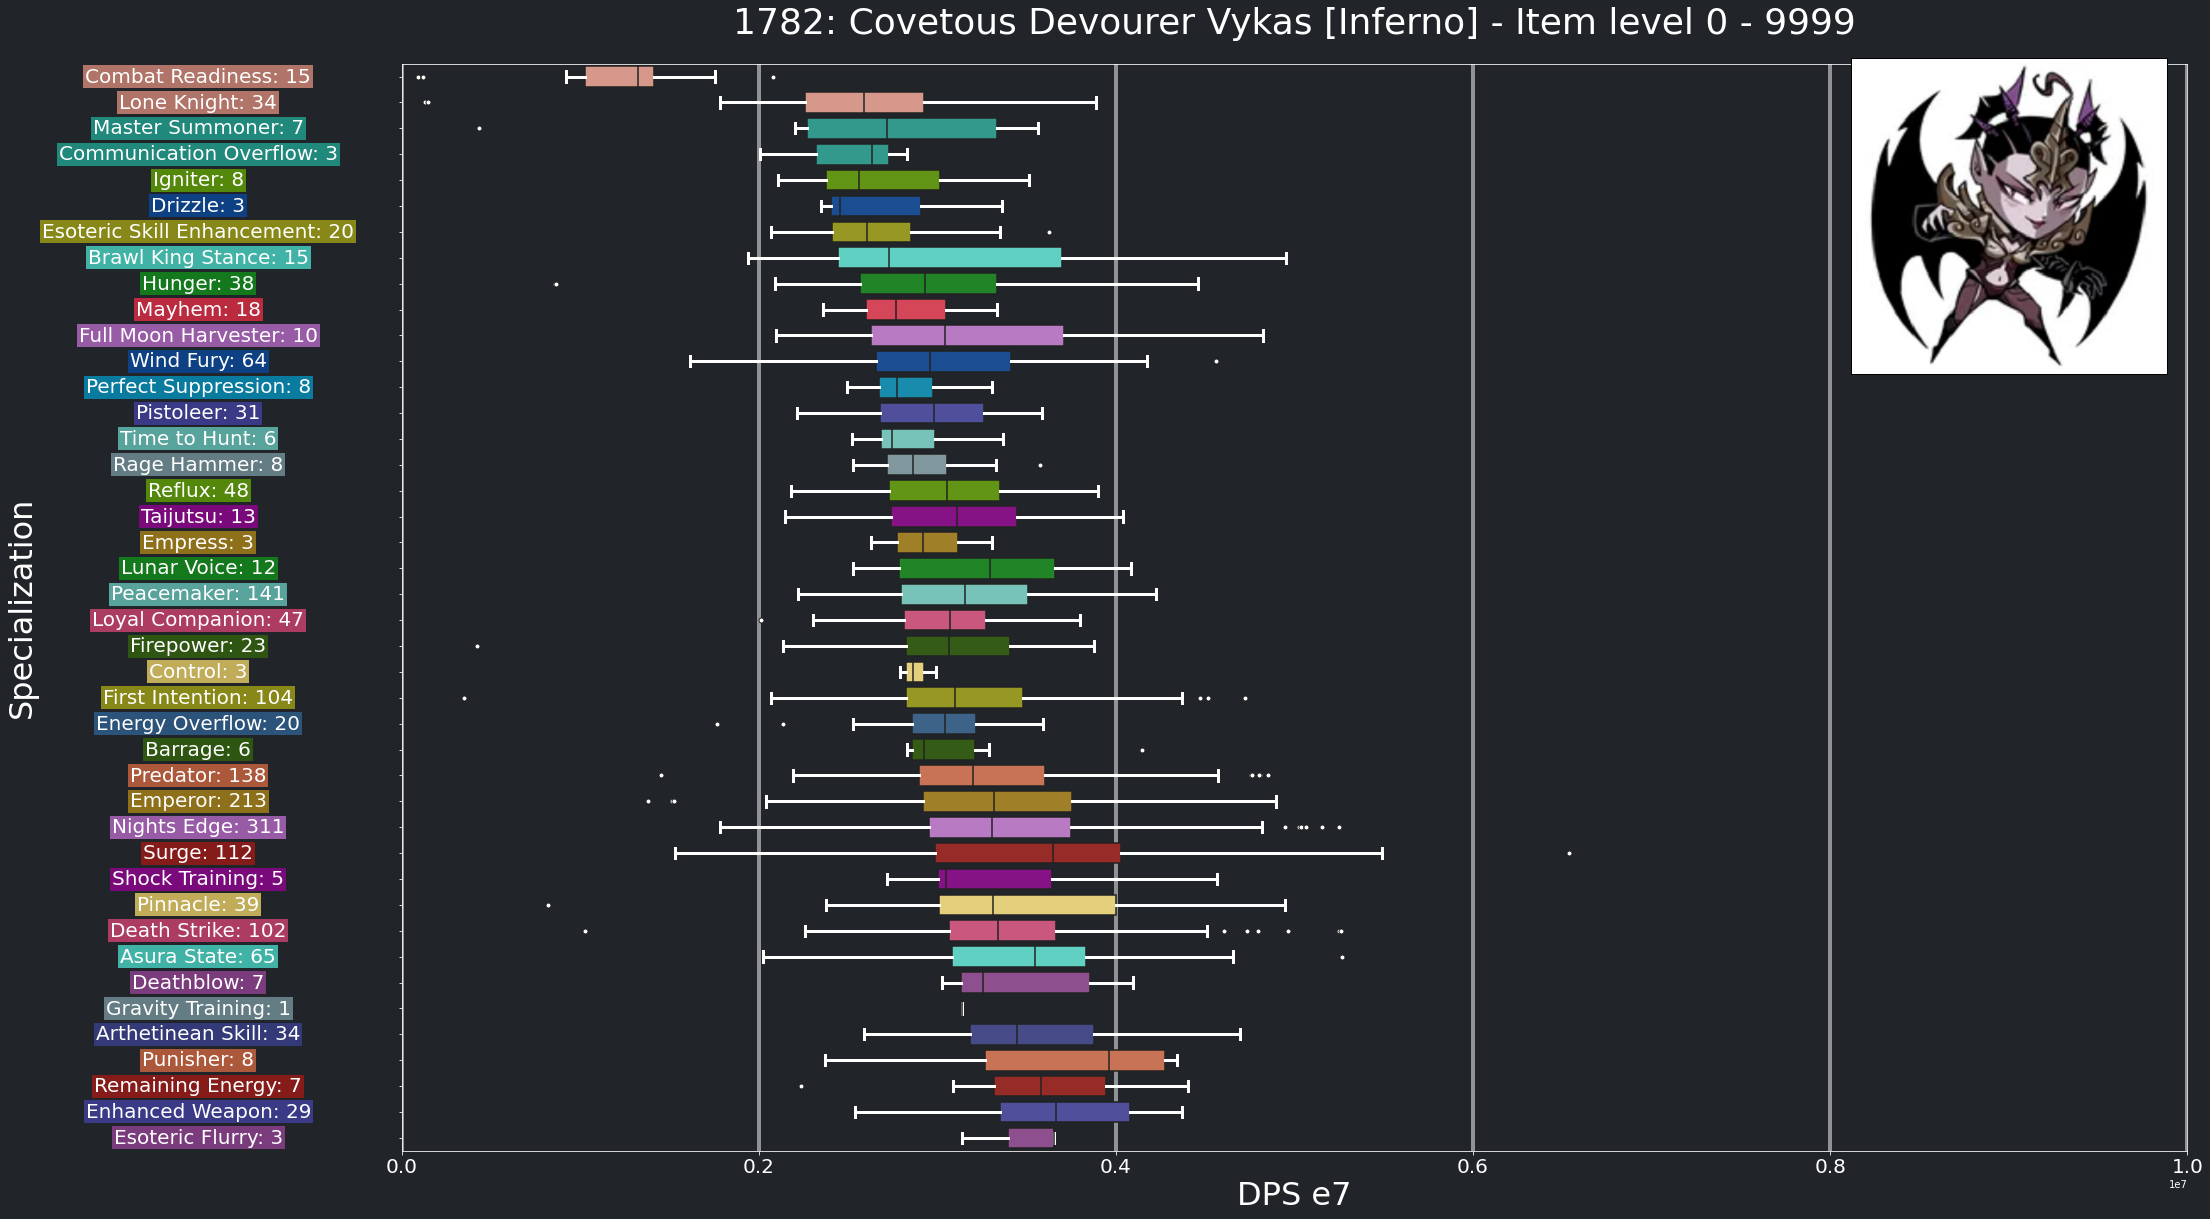 1782: Covetous Devourer Vykas [Inferno] - Item level 0 - 9999
Specialization
Combat Readiness: 15
Lone Knight: 34
Master Summoner: 7
Communication Overflow: 3
Igniter: 8
Drizzle: 3
Esoteric Skill Enhancement: 20
Brawl King Stance: 15
Hunger: 38
Mayhem: 18
Full Moon Harvester: 10
Wind Fury: 64
Perfect Suppression: 8
Pistoleer: 31
Time to Hunt: 6
Rage Hammer: 8
Reflux: 48
Taijutsu: 13
Empress: 3
Lunar Voice: 12
Peacemaker: 141
Loyal Companion: 47
Firepower: 23
Control: 3
First Intention: 104
Energy Overflow: 20
Barrage: 6
Predator: 138
Emperor: 213
Nights Edge: 311
Surge: 112
Shock Training: 5
Pinnacle: 39
Death Strike: 102
Asura State: 65
Deathblow: 7
Gravity Training: 1
Arthetinean Skill: 34
Punisher: 8
Remaining Energy: 7
Enhanced Weapon: 29
Esoteric Flurry: 3
0.0 0.2 0.4 0.6 0.8 1.0
1e7
DPS e7